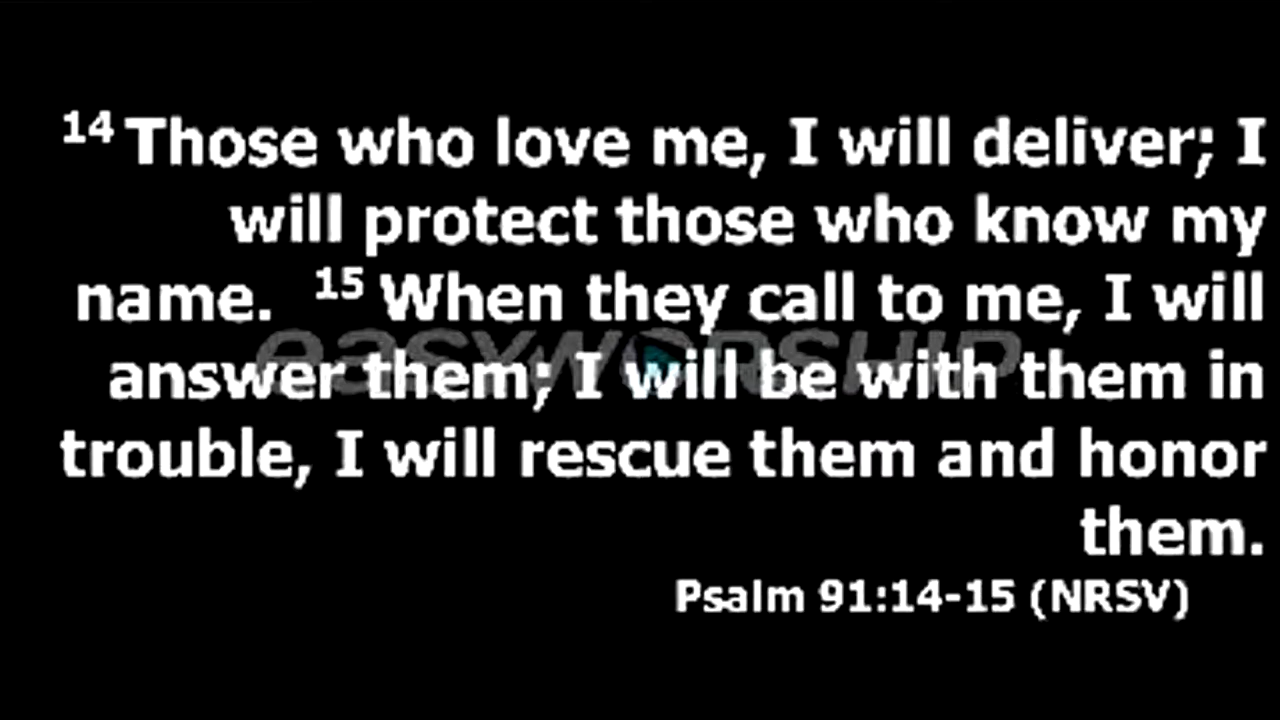 14 Those who love me, I will deliver; I
will protect those who know my
name. 15 When they call to me, I will
answer them; I will be with them in
trouble, I will rescue them and honor
them.
Psalm 91:14-15 (NRSV)
easyworship